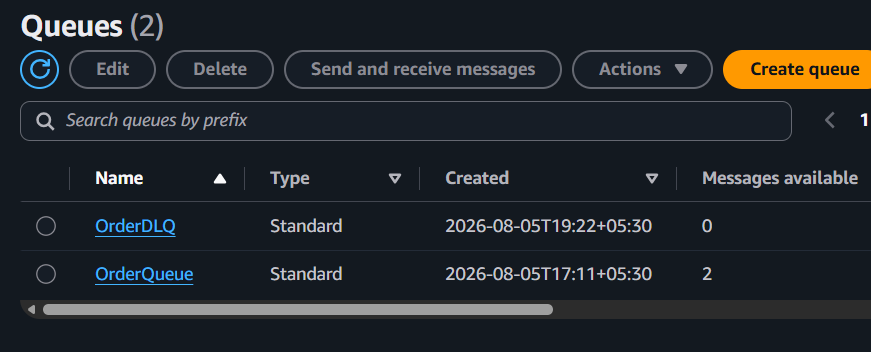 Queues (2)
Edit Delete Send and receive messages Actions Create queue
Search queues by prefix 1
Name Type Created Messages available
OrderDLQ Standard 2026-08-05T19:22+05:30 0
OrderQueue Standard 2026-08-05T17:11+05:30 2